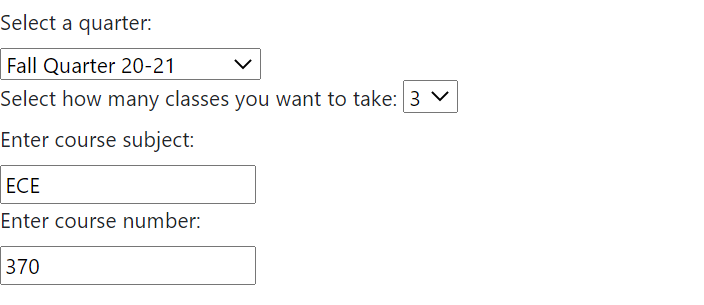 Select a quarter:
Fall Quarter 20-21
Select how many classes you want to take: 3
Enter course subject:
ECE
Enter course number:
370